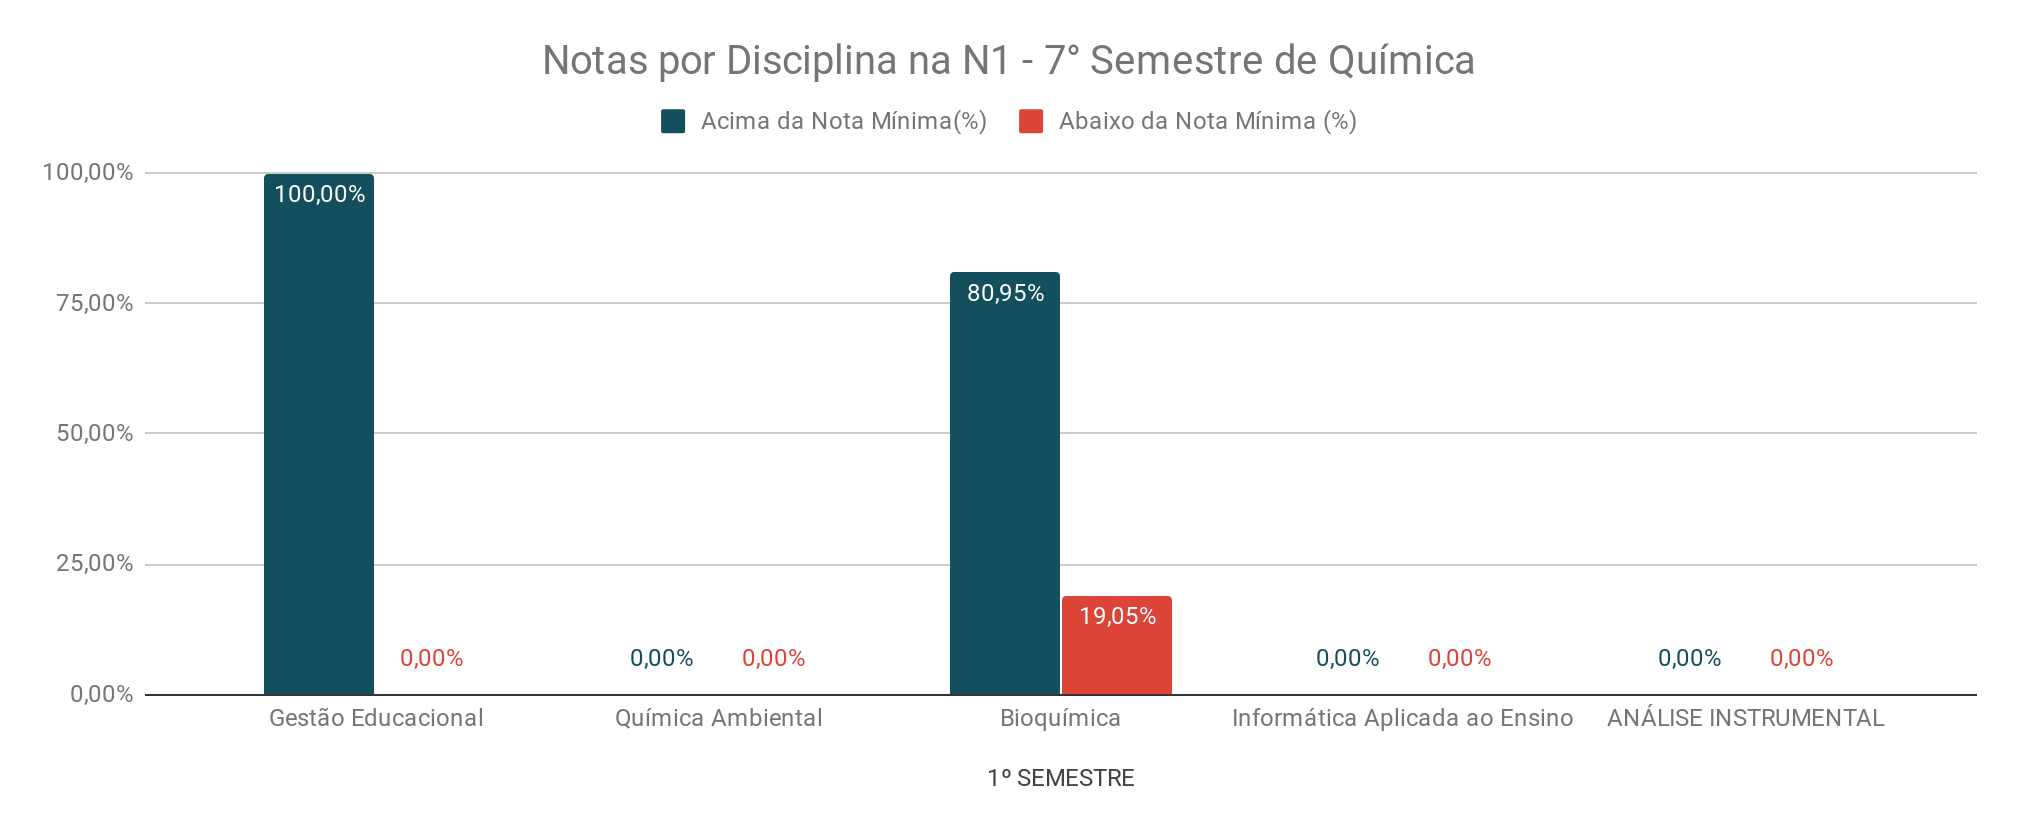 Notas por Disciplina na N1 - 7° Semestre de Química
Acima da Nota Mínima(%) Abaixo da Nota Mínima (%)
100,00%
75,00%
50,00%
25,00%
0,00%
100,00%
0,00%
0,00%
0,00%
80,95%
19,05%
0,00%
0,00%
0,00%
0,00%
Gestão Educacional
Química Ambiental
Bioquímica
Informática Aplicada ao Ensino
ANÁLISE INSTRUMENTAL
1º SEMESTRE